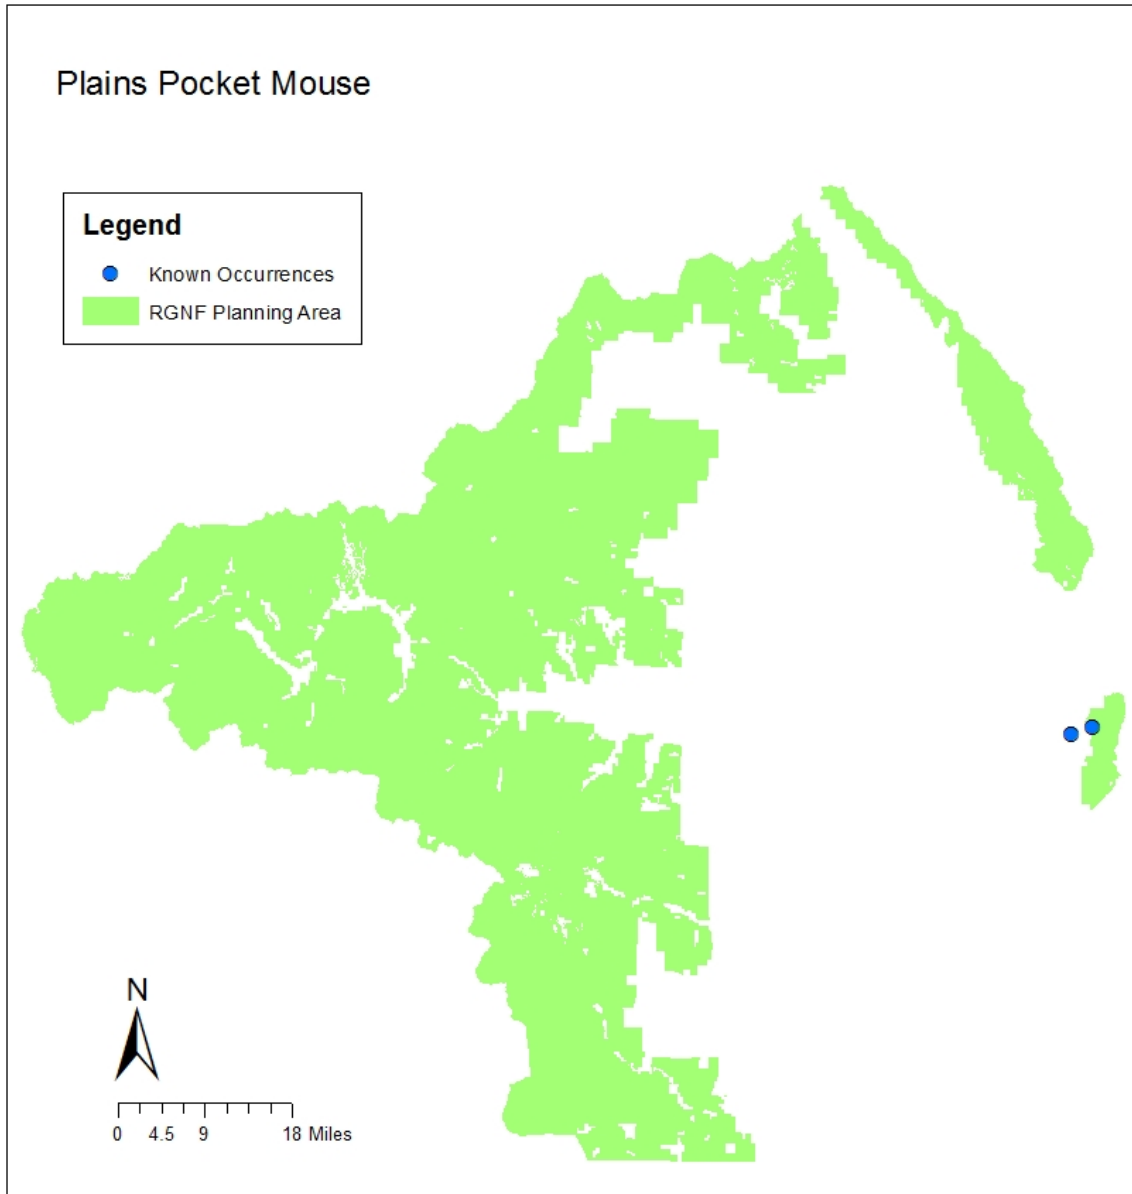 Plains Pocket Mouse
Legend
Known Occurrences
RGNF Planning Area
N
0 4.5 9 18 Miles